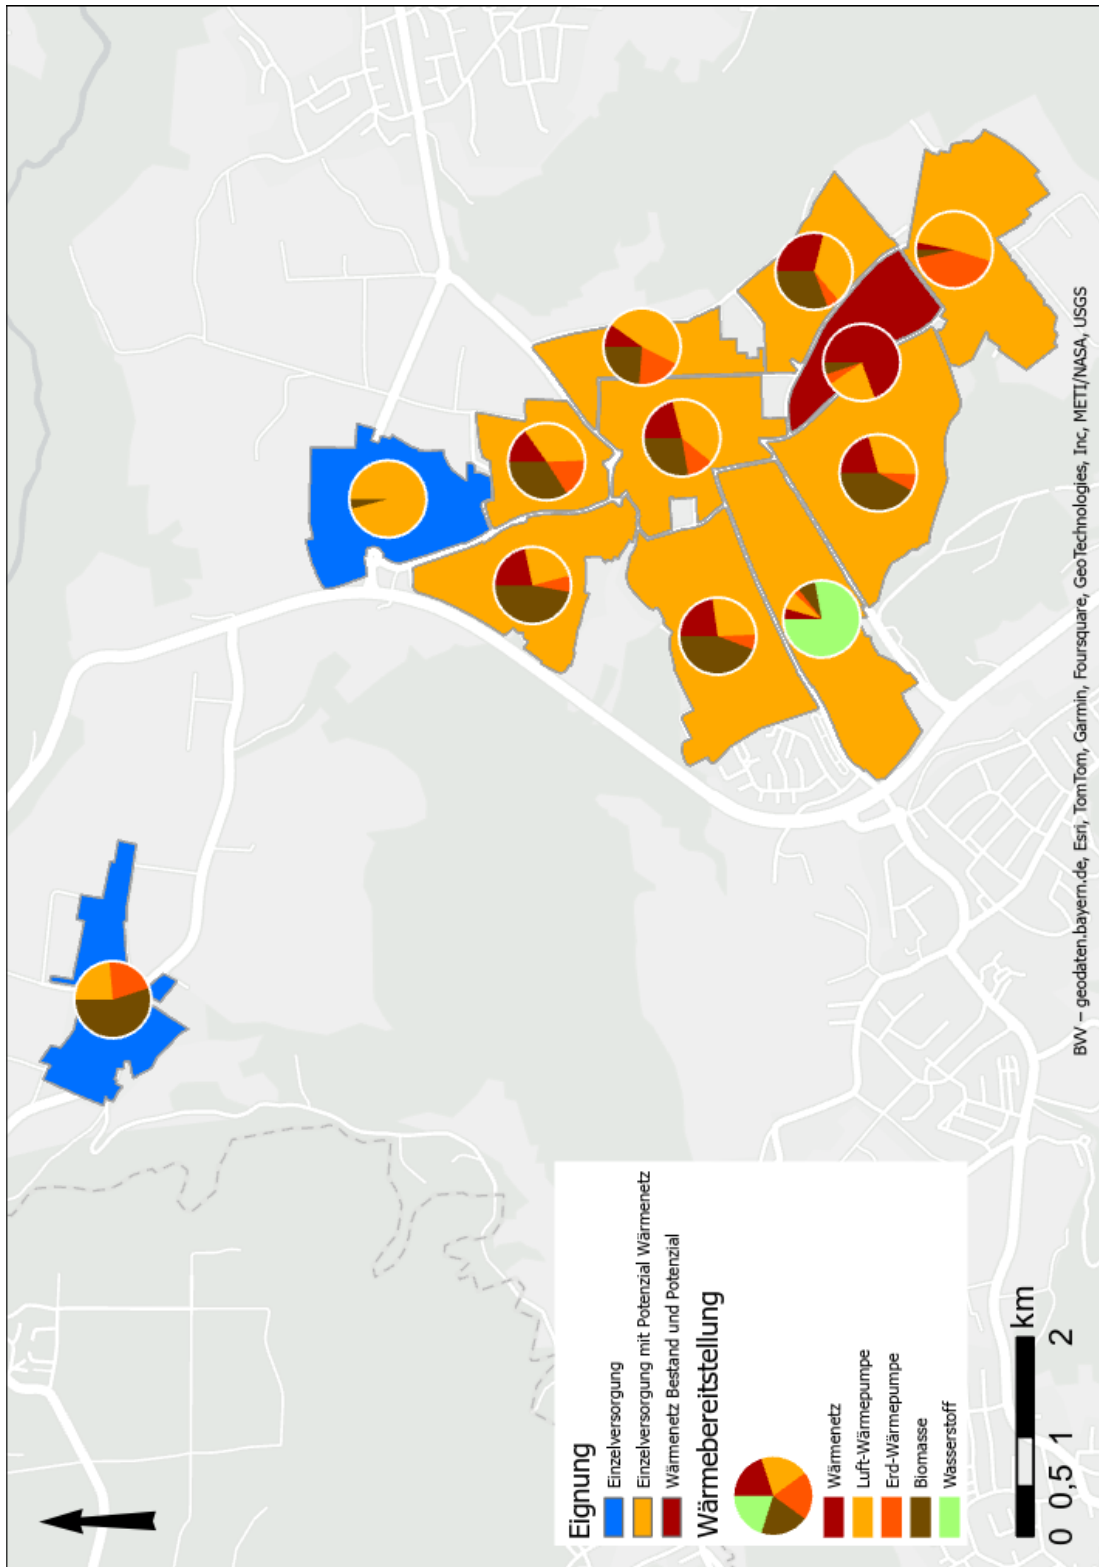 Eignung
Einzelversorgung
Einzelversorgung mit Potenzial Wärmenetz
Wärmenetz Bestand und Potenzial
Wärmebereitstellung
Wärmenetz
Luft-Wärmepumpe
Erd-Wärmepumpe
Biomasse
Wasserstoff
km
0 0,5 1 2
BVV – geodaten.bayern.de, Esri, TomTom, Garmin, Foursquare, GeoTechnologies, Inc, METI/NASA, USGS